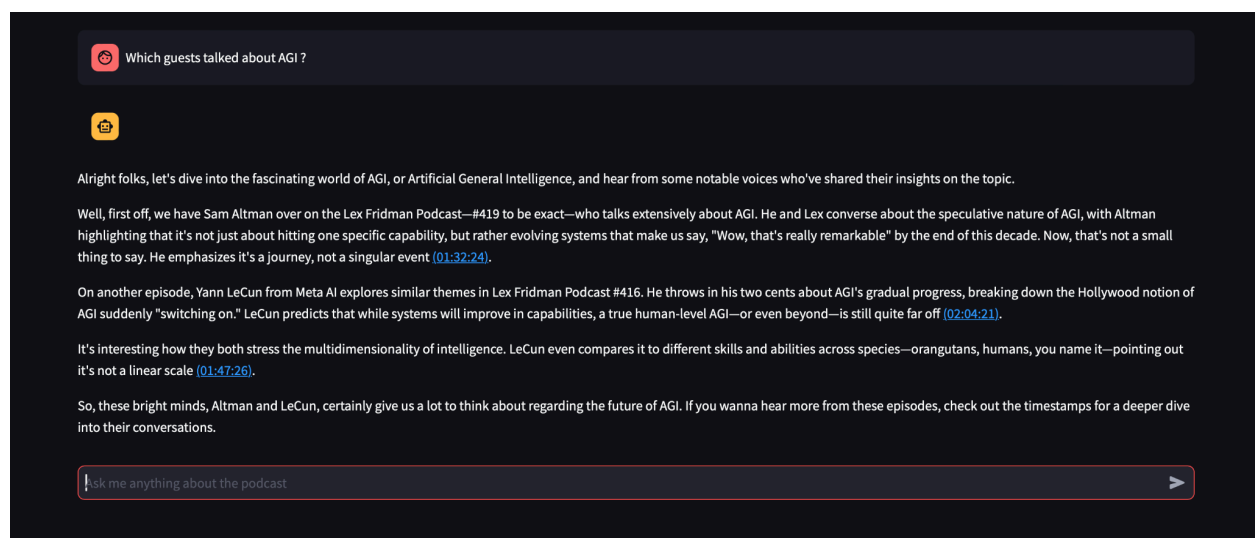 Which guests talked about AGI ?
Alright folks, let's dive into the fascinating world of AGI, or Artificial General Intelligence, and hear from some notable voices who've shared their insights on the topic.
Well, first off, we have Sam Altman over on the Lex Fridman Podcast—#419 to be exact—who talks extensively about AGI. He and Lex converse about the speculative nature of AGI, with Altman
highlighting that it's not just about hitting one specific capability, but rather evolving systems that make us say, "Wow, that's really remarkable" by the end of this decade. Now, that's not a small
thing to say. He emphasizes it's a journey, not a singular event (01:32:24).
On another episode, Yann LeCun from Meta AI explores similar themes in Lex Fridman Podcast #416. He throws in his two cents about AGI's gradual progress, breaking down the Hollywood notion of
AGI suddenly "switching on." LeCun predicts that while systems will improve in capabilities, a true human-level AGI—or even beyond—is still quite far off (02:04:21).
It's interesting how they both stress the multidimensionality of intelligence. LeCun even compares it to different skills and abilities across species—orangutans, humans, you name it—pointing out
it's not a linear scale (01:47:26).
So, these bright minds, Altman and LeCun, certainly give us a lot to think about regarding the future of AGI. If you wanna hear more from these episodes, check out the timestamps for a deeper dive
into their conversations.
Ask me anything about the podcast